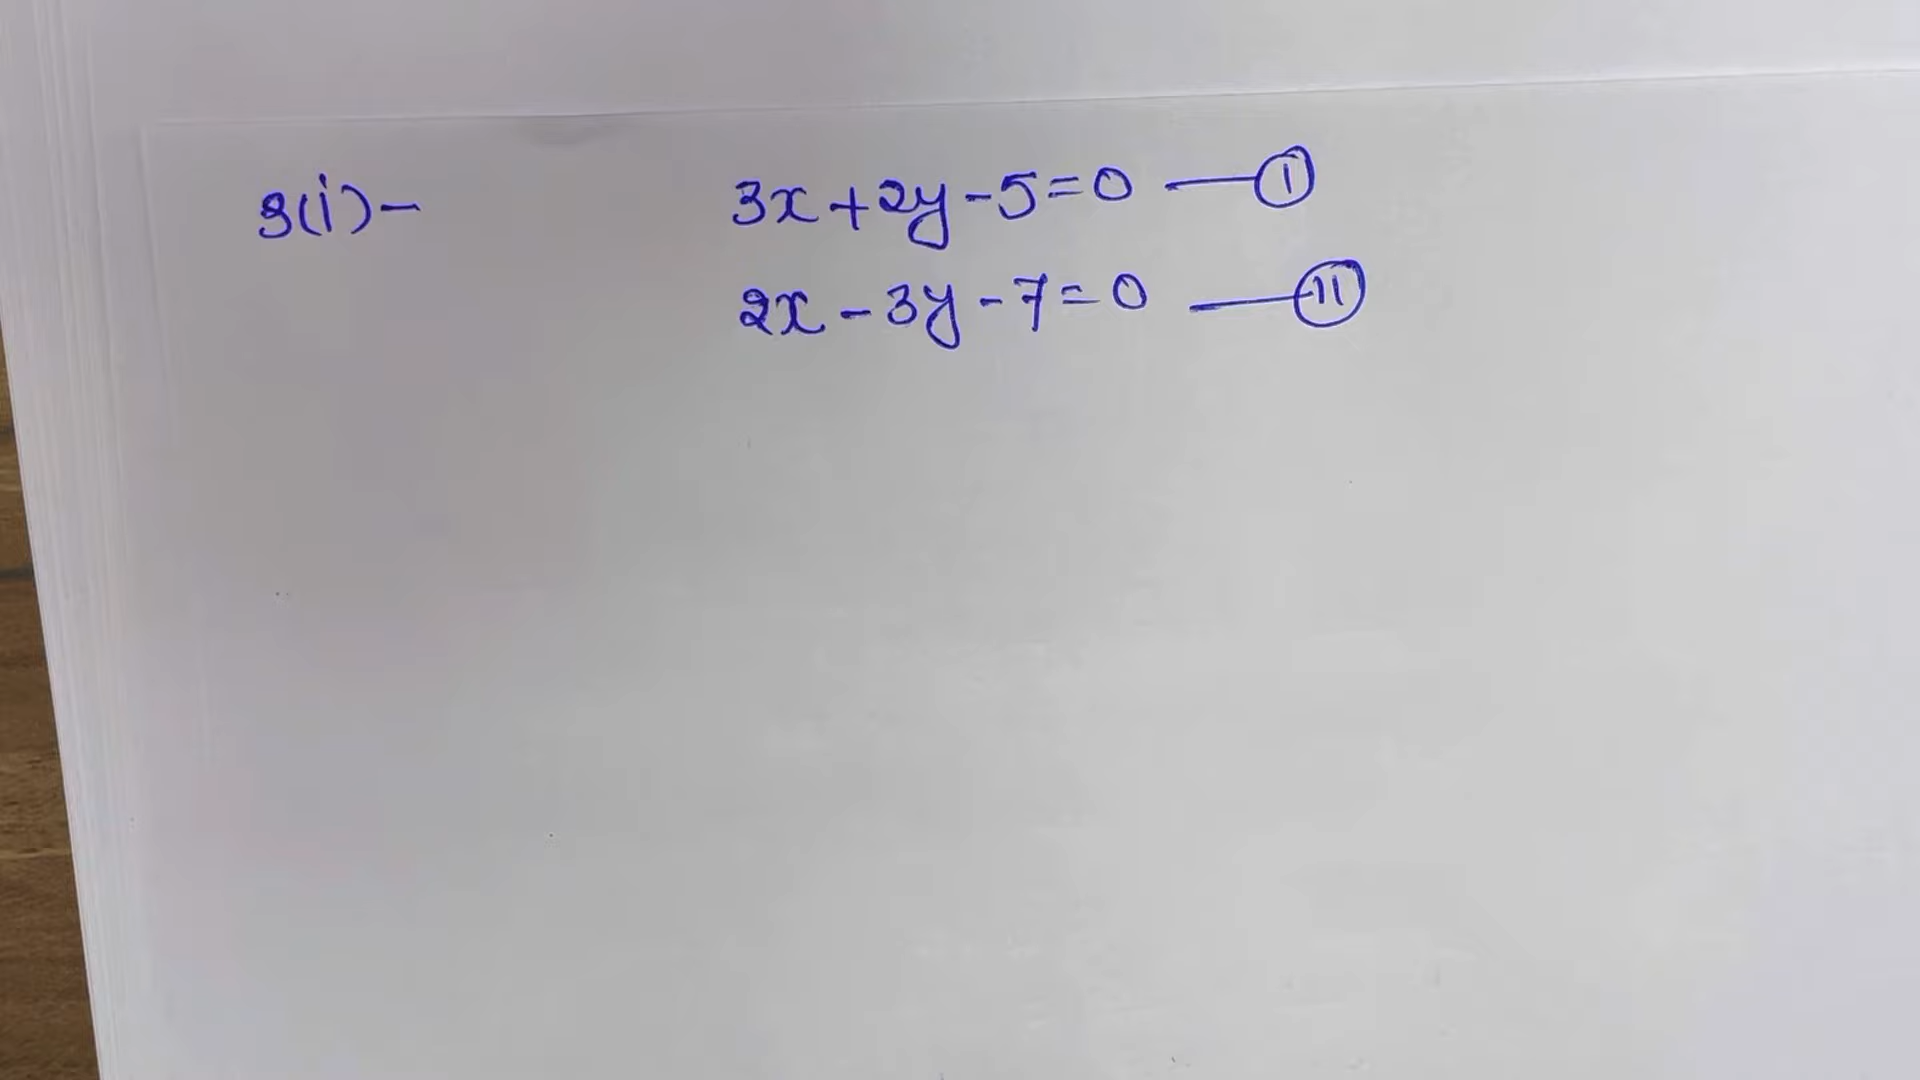 3(i)- 3x+2y-5=0 — I
2x-3y-7=0 — II